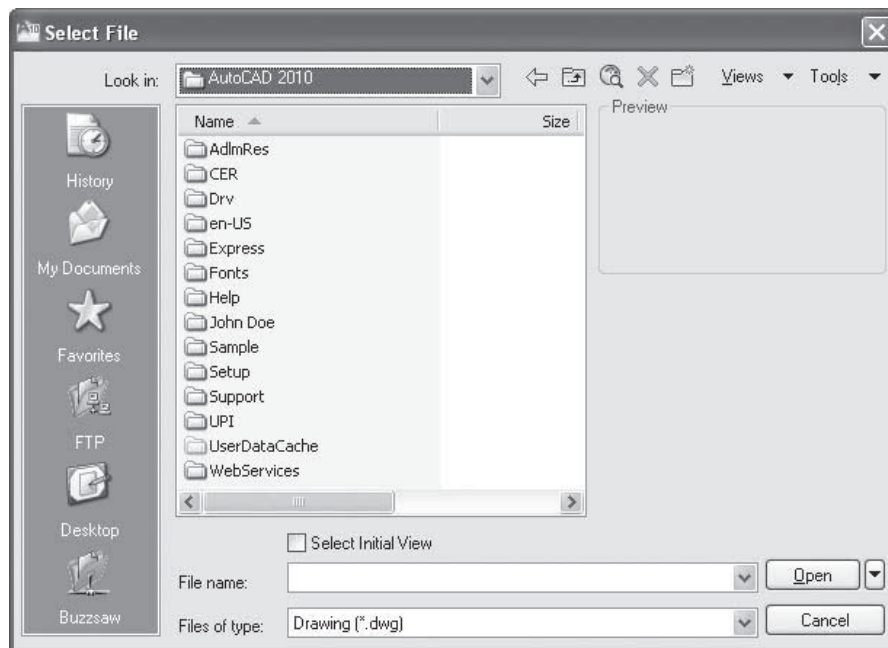 Select File
Look in: AutoCAD 2010 Views Tools
Name Size Preview
AdlmRes
CER
Drv
en-US
Express
Fonts
Help
John Doe
Sample
Setup
Support
UPI
UserDataCache
WebServices
History
My Documents
Favorites
FTP
Desktop
Buzzsaw
Select Initial View
File name: Open
Files of type: Drawing (*.dwg) Cancel